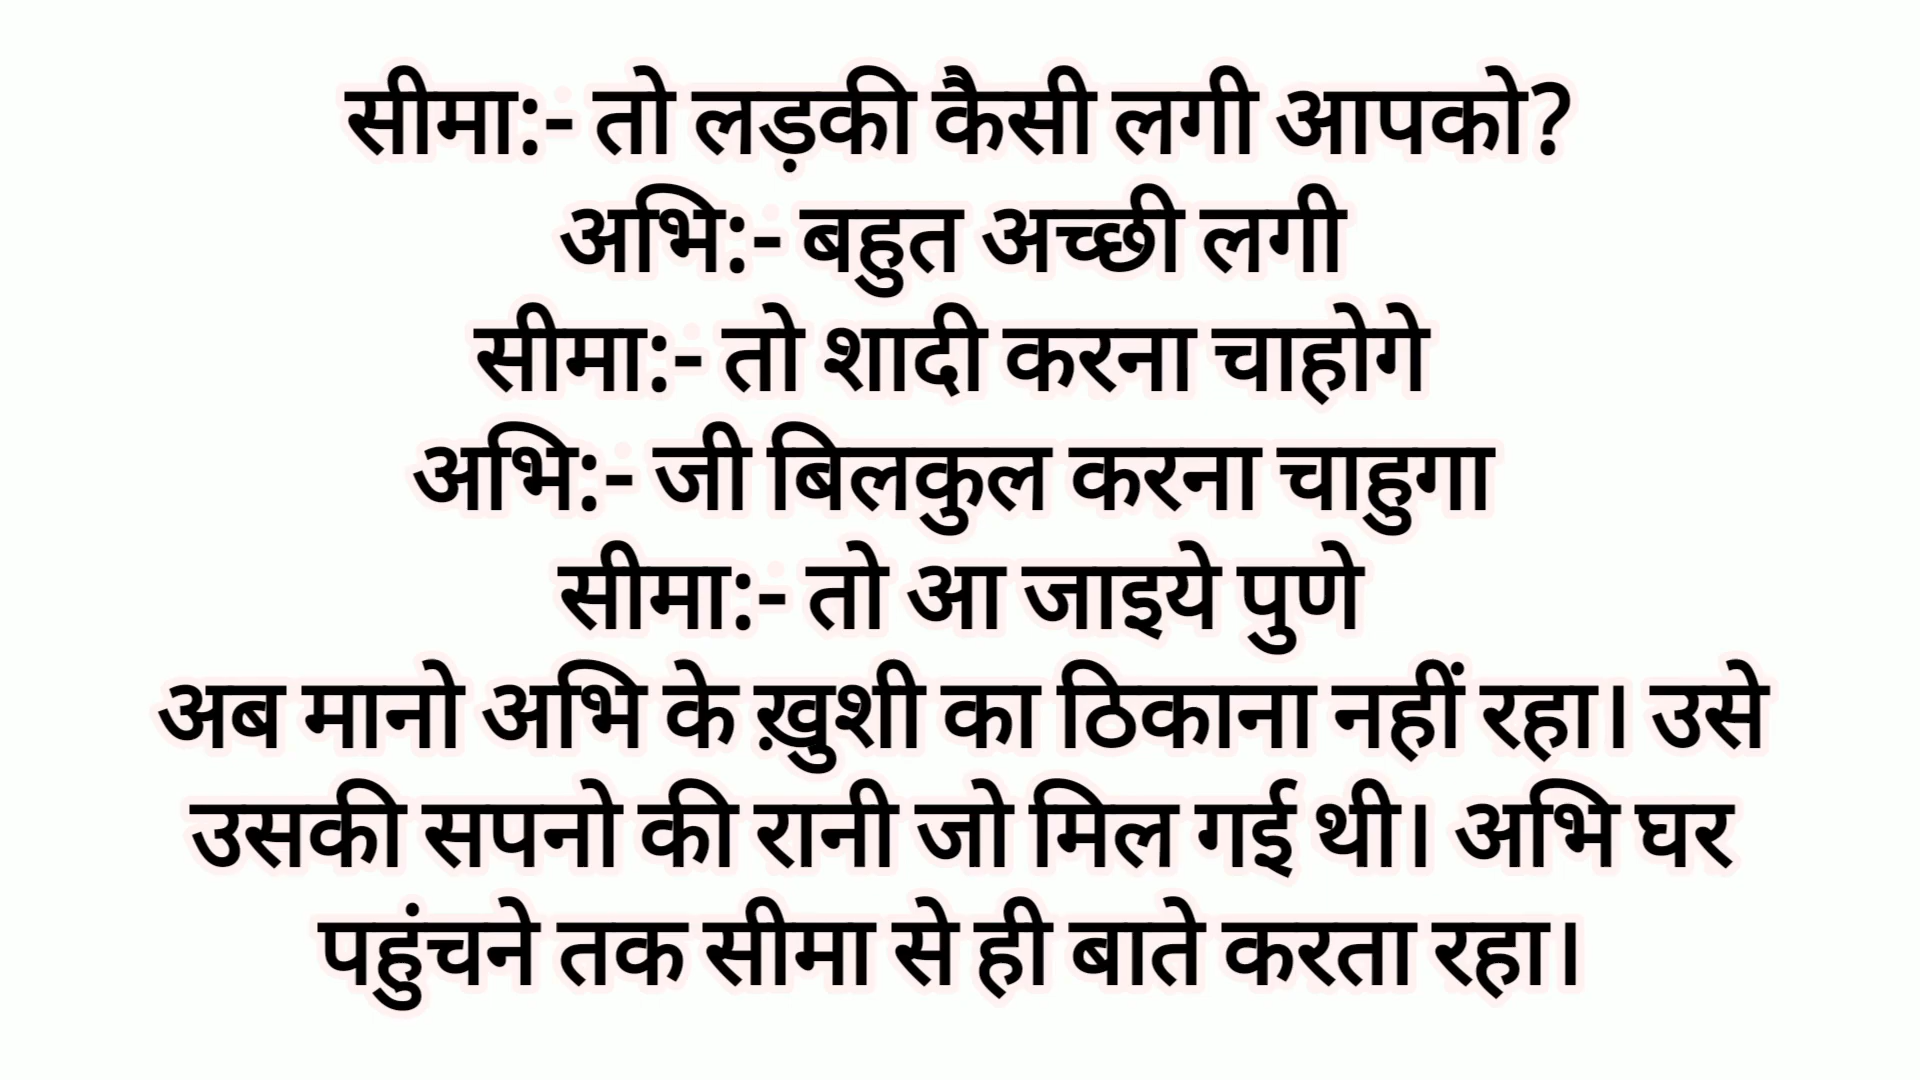 सीमा:- तो लड़की कैसी लगी आपको?
अभि:- बहुत अच्छी लगी
सीमा:- तो शादी करना चाहोगे
अभि:- जी बिलकुल करना चाहुगा
सीमा:- तो आ जाइये पुणे
अब मानो अभि के ख़ुशी का ठिकाना नहीं रहा। उसे
उसकी सपनो की रानी जो मिल गई थी। अभि घर
पहुंचने तक सीमा से ही बाते करता रहा।